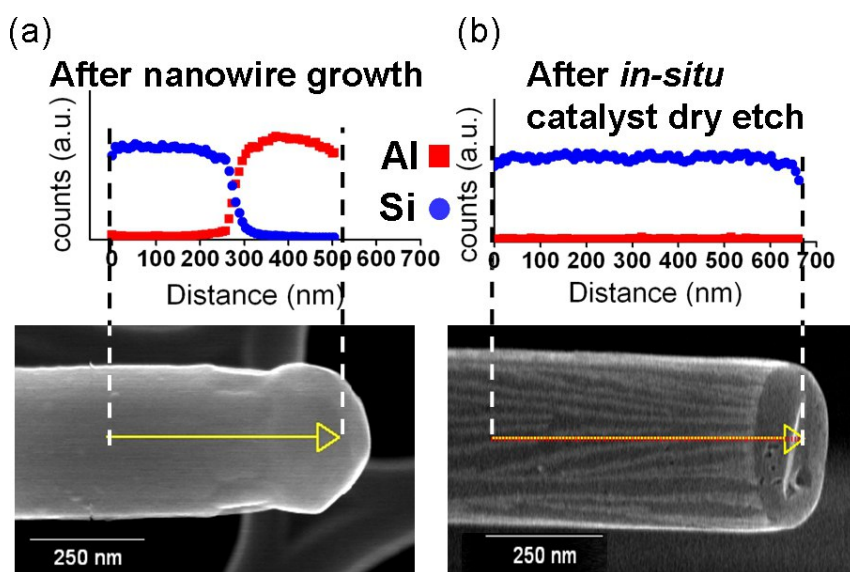 (a)
After nanowire growth
counts (a.u.)
0 100 200 300 400 500 600 700
Distance (nm)
Al
Si
250 nm
(b)
After in-situ
catalyst dry etch
counts (a.u.)
0 100 200 300 400 500 600 700
Distance (nm)
250 nm